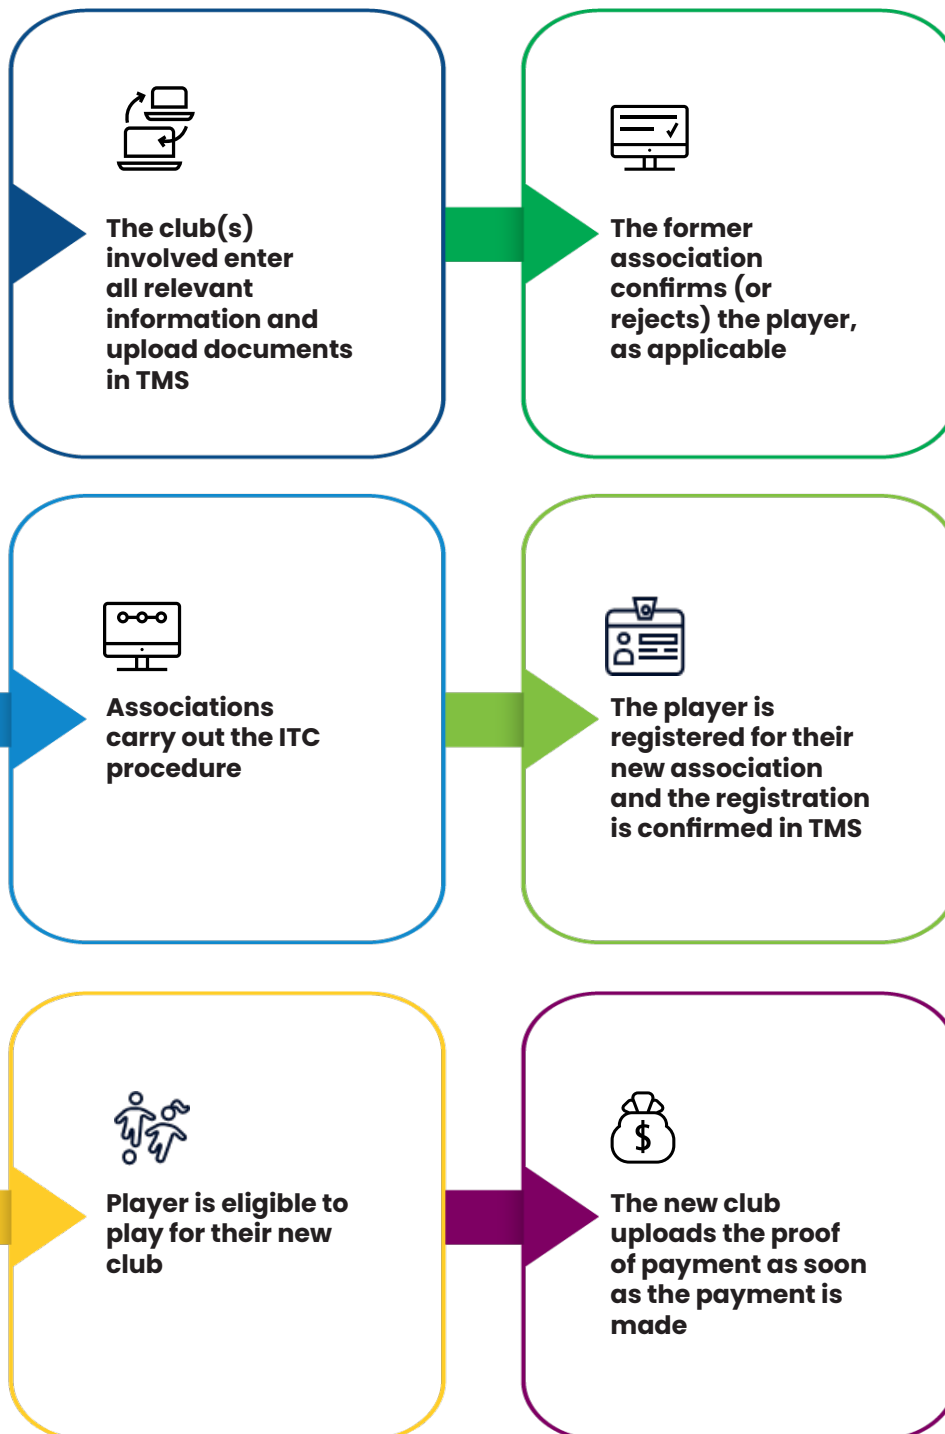 The club(s)
involved enter
all relevant
information and
upload documents
in TMS
The former
association
confirms (or
rejects) the player,
as applicable
Associations
carry out the ITC
procedure
The player is
registered for their
new association
and the registration
is confirmed in TMS
Player is eligible to
play for their new
club
$
The new club
uploads the proof
of payment as soon
as the payment is
made